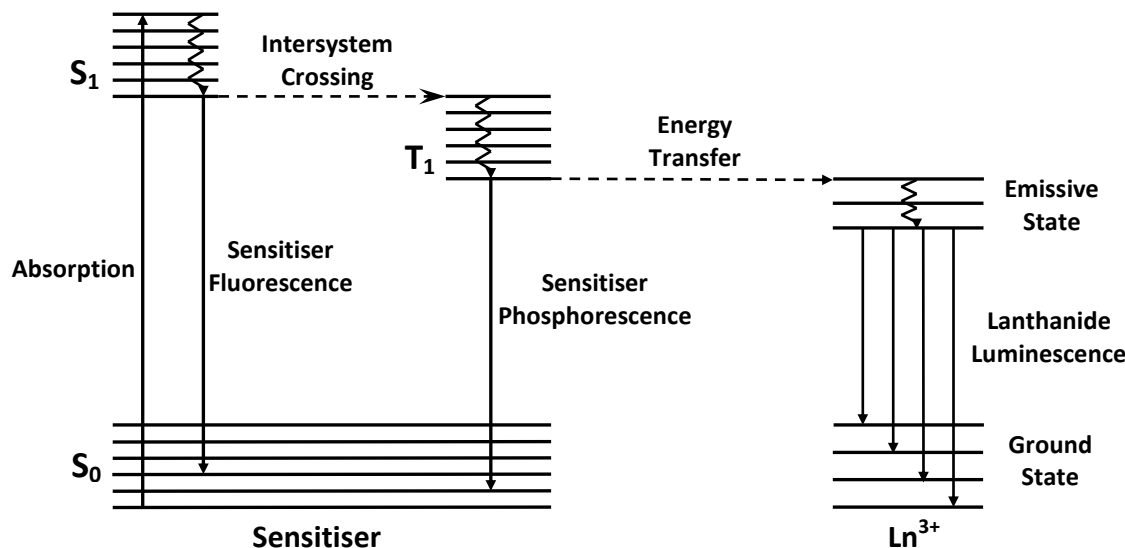 S₁
Intersystem
Crossing
T₁
Energy
Transfer
Emissive
State
Absorption
Sensitiser
Fluorescence
Sensitiser
Phosphorescence
Lanthanide
Luminescence
S₀
Ground
State
Sensitiser
Ln³⁺